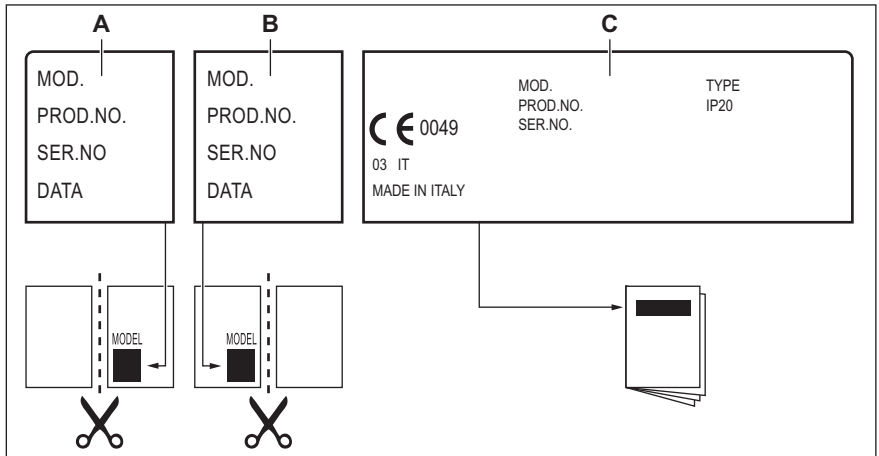 A
B
C
MOD.
PROD.NO.
SER.NO
DATA
MOD.
PROD.NO.
SER.NO
DATA
MOD.
PROD.NO.
SER.NO.
TYPE
IP20
CE 0049
03 IT
MADE IN ITALY
MODEL
MODEL